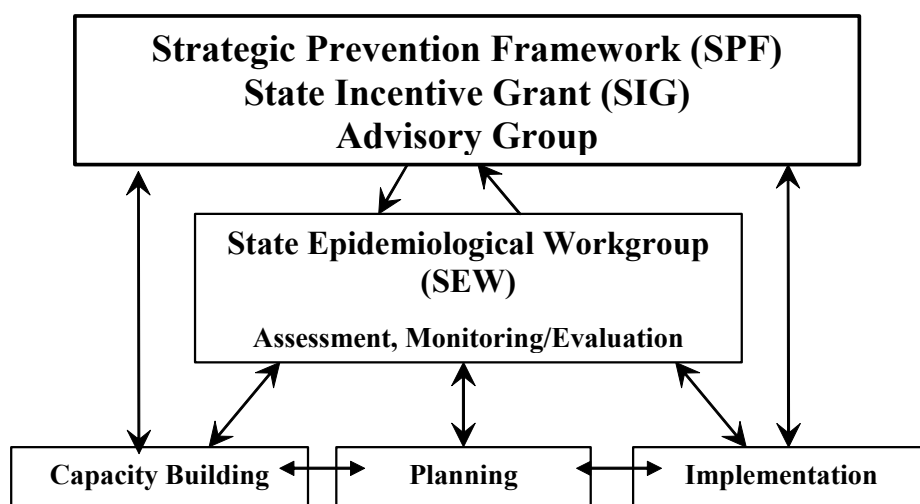 Strategic Prevention Framework (SPF)
State Incentive Grant (SIG)
Advisory Group
State Epidemiological Workgroup
(SEW)
Assessment, Monitoring/Evaluation
Capacity Building
Planning
Implementation